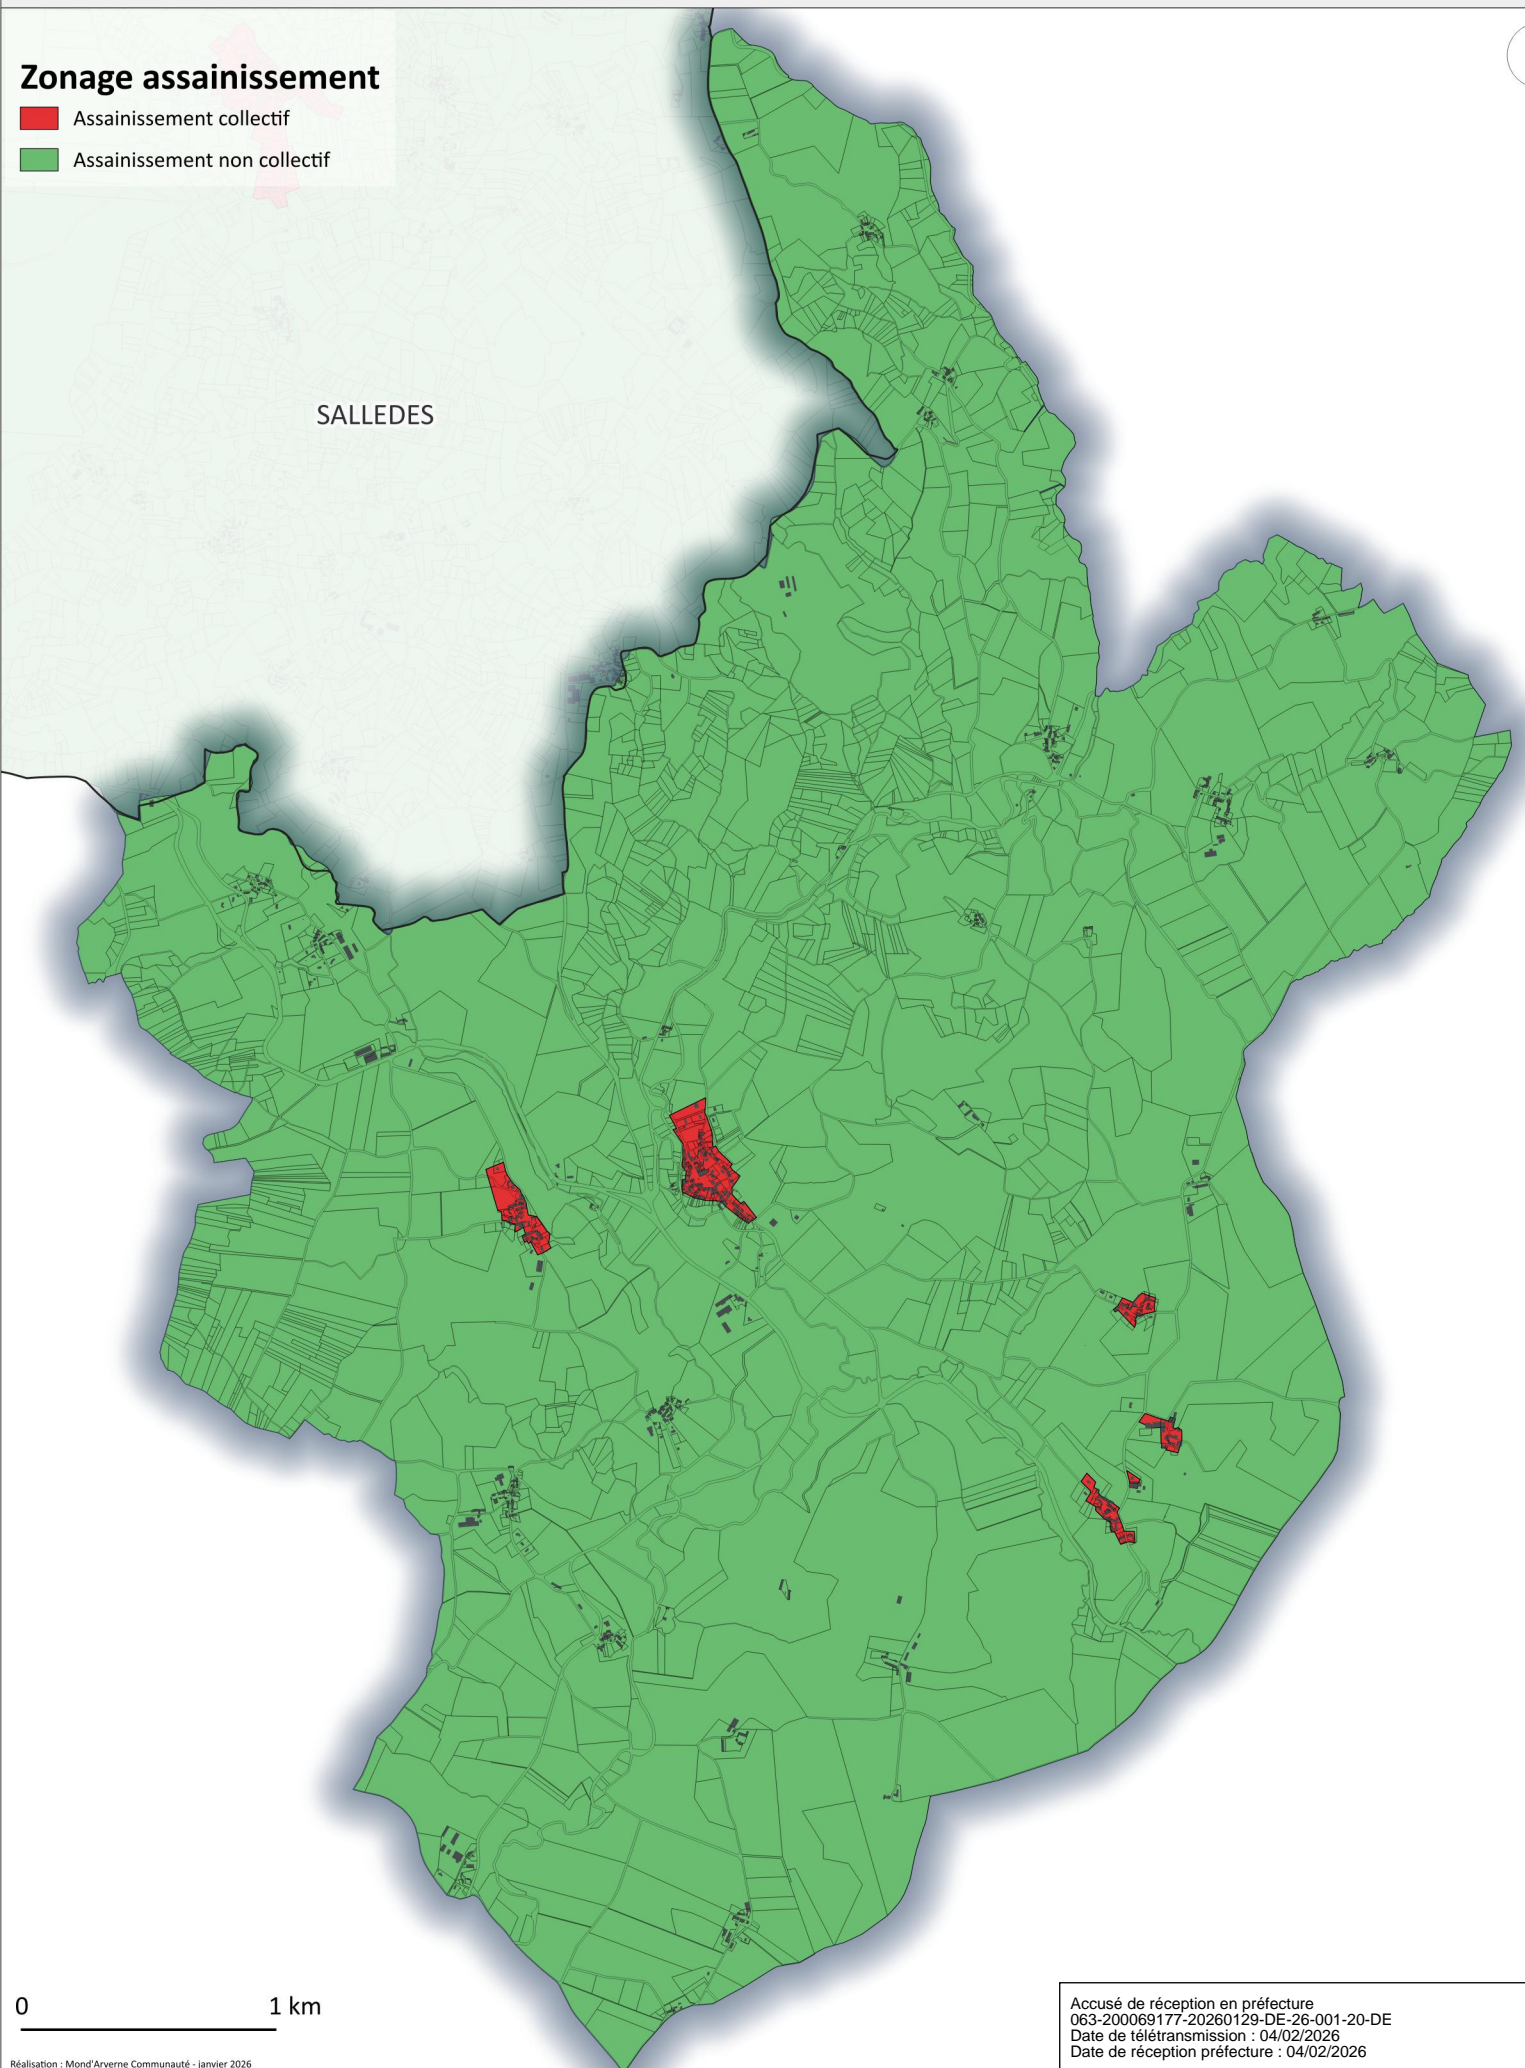 Zonage assainissement
Assainissement collectif
Assainissement non collectif
SALLEDES
0 1 km
Réalisation : Mond'Arverne Communauté - janvier 2026
Accusé de réception en préfecture
063-200069177-20260129-DE-26-001-20-DE
Date de télétransmission : 04/02/2026
Date de réception préfecture : 04/02/2026